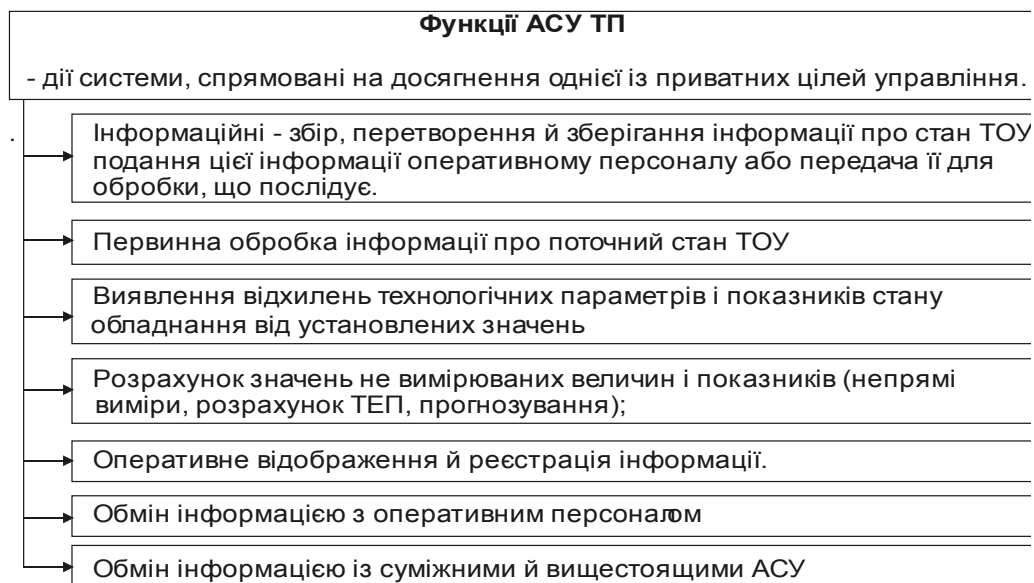 Функції АСУ ТП
- дії системи, спрямовані на досягнення однієї із приватних цілей управління.
.
Інформаційні - збір, перетворення й зберігання інформації про стан ТОУ
подання цієї інформації оперативному персоналу або передача її для
обробки, що послідує.
Первинна обробка інформації про поточний стан ТОУ
Виявлення відхилень технологічних параметрів і показників стану
обладнання від установлених значень
Розрахунок значень не вимірюваних величин і показників (непрямі
виміри, розрахунок ТЕП, прогнозування);
Оперативне відображення й реєстрація інформації.
Обмін інформацією з оперативним персоналом
Обмін інформацією із суміжними й вищестоящими АСУ